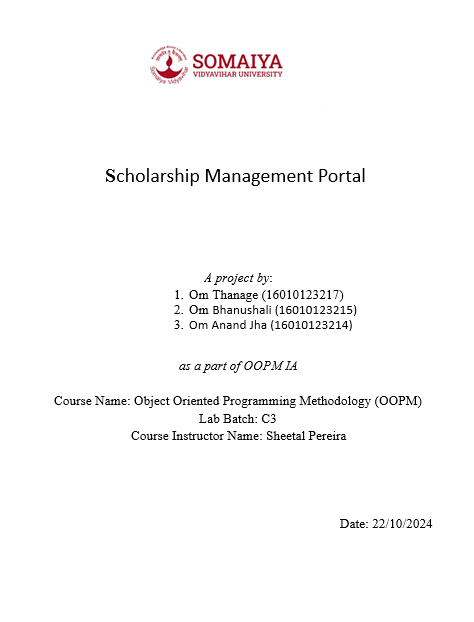 SOMAIYA
VIDYAVIHAR UNIVERSITY
Somaiya Vidyavihar
Scholarship Management Portal
A project by:
1. Om Thanage (16010123217)
2. Om Bhanushali (16010123215)
3. Om Anand Jha (16010123214)
as a part of OOPM IA
Course Name: Object Oriented Programming Methodology (OOPM)
Lab Batch: C3
Course Instructor Name: Sheetal Pereira
Date: 22/10/2024